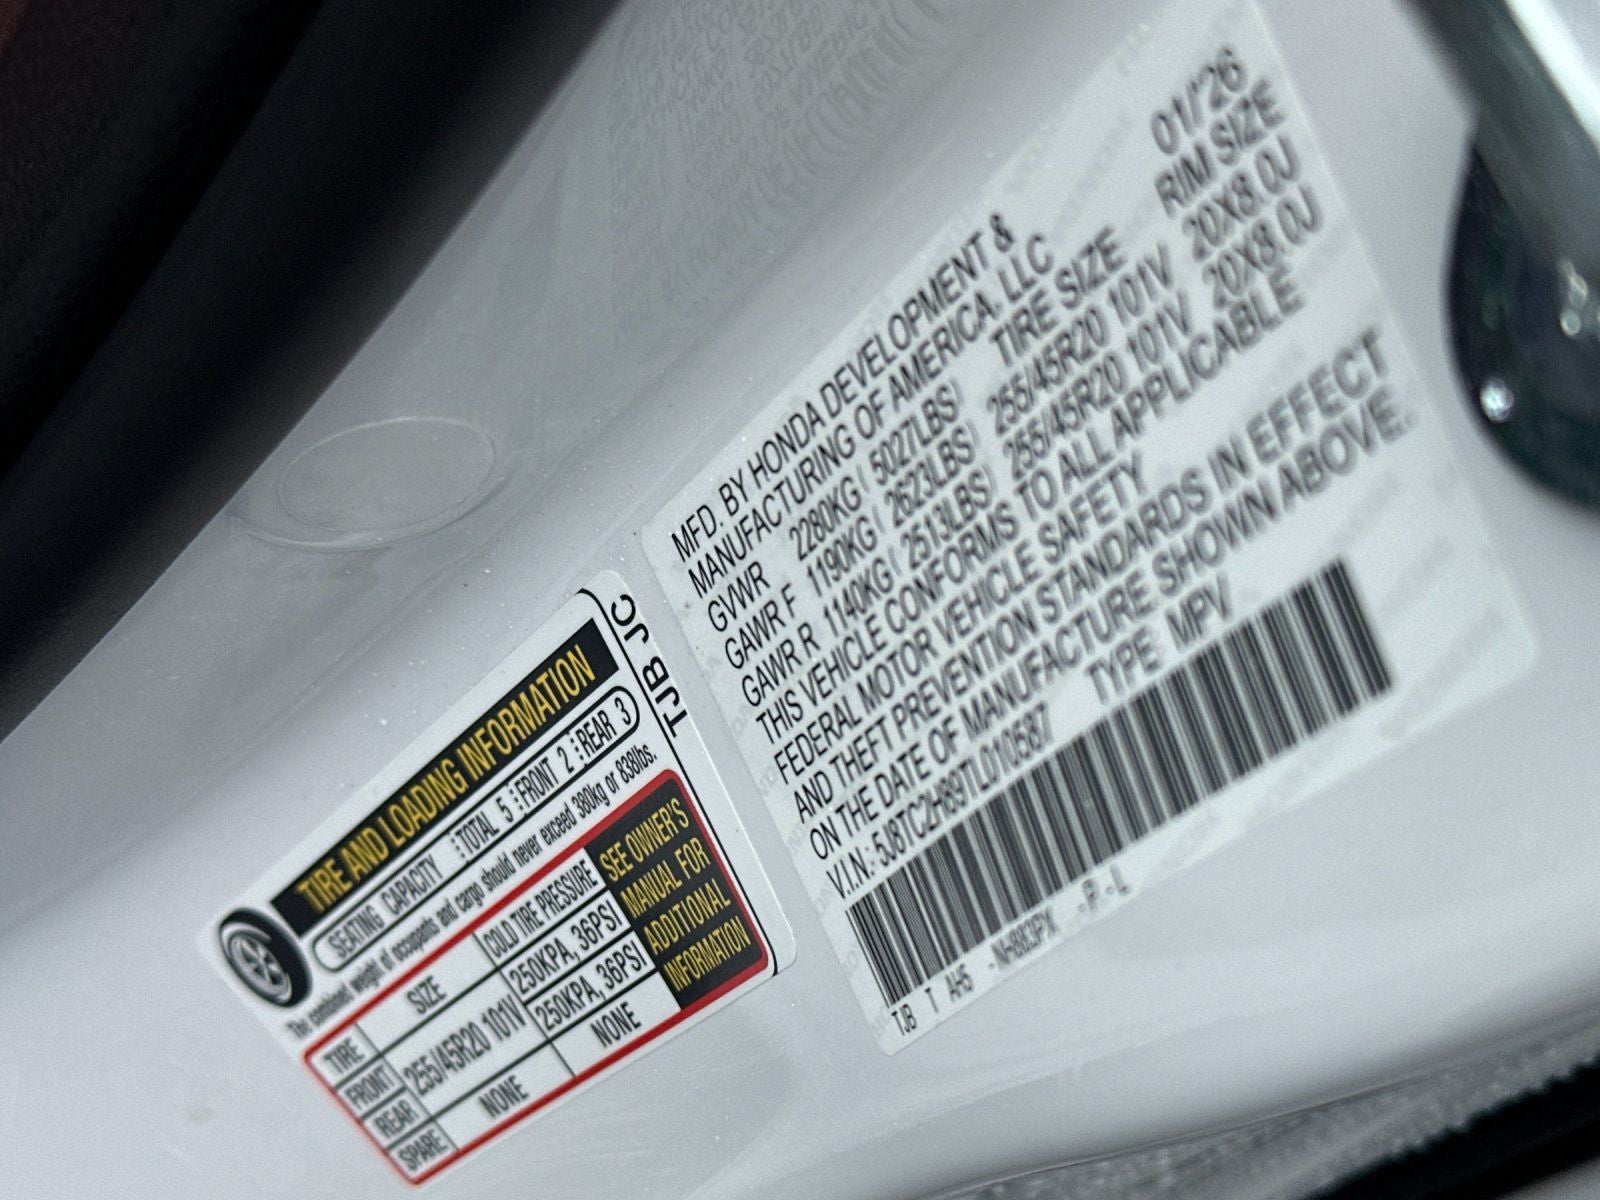 TIRE AND LOADING INFORMATION
SEATING CAPACITY TOTAL 5 FRONT 2 REAR 3
The combined weight of occupants and cargo should never exceed 380kg or 838lbs.
TIRE SIZE COLD TIRE PRESSURE
FRONT 255/45R20 101V 250KPA, 36PSI
REAR 250KPA, 36PSI
SPARE NONE NONE
SEE OWNER'S
MANUAL FOR
ADDITIONAL
INFORMATION
TJB JC
MFD. BY HONDA DEVELOPMENT & 01/'26
MANUFACTURING OF AMERICA, LLC
TIRE SIZE RIM SIZE
GVWR 2280KG ( 5027LBS)
GAWR F 1190KG ( 2623LBS) 255/45R20 101V 20X8.0J
GAWR R 1140KG ( 2513LBS) 255/45R20 101V 20X8.0J
THIS VEHICLE CONFORMS TO ALL APPLICABLE
FEDERAL MOTOR VEHICLE SAFETY
AND THEFT PREVENTION STANDARDS IN EFFECT
ON THE DATE OF MANUFACTURE SHOWN ABOVE.
V.I.N.: 5J8TC2H89TL010587 TYPE MPV
TJB T AH5 -NH883PX -P -L